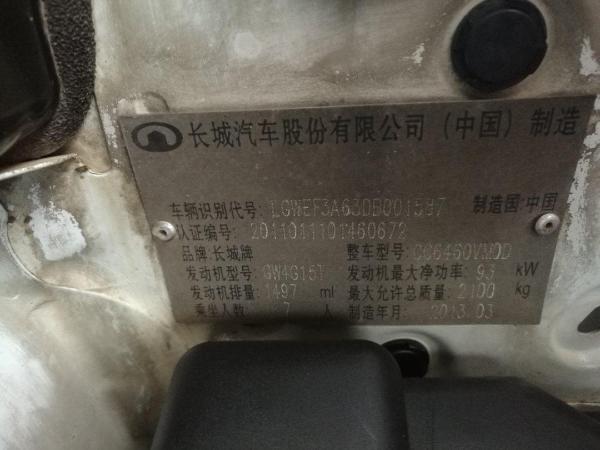 长城汽车股份有限公司（中国）制造
车辆识别代号: LGWEF3A63DB001597 制造国:中国
认证编号: 2011011101460672
品牌:长城牌 整车型号: CC6460VM0D
发动机型号: GW4G15T 发动机最大净功率: 93 kW
发动机排量: 1497 ml 最大允许总质量: 2100 kg
乘坐人数: 7 人 制造年月: 2013.03